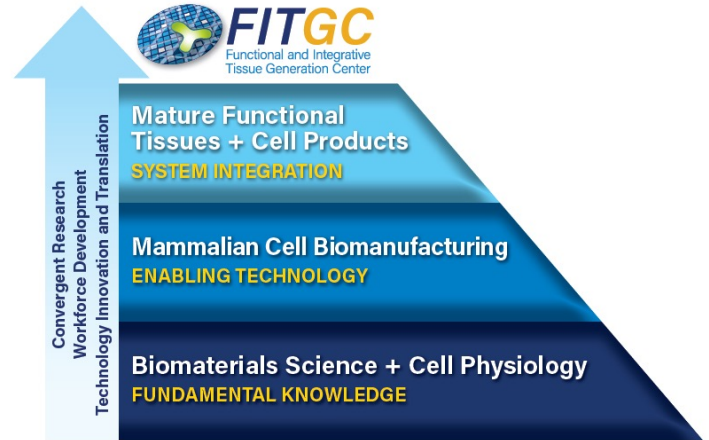 FITGC
Functional and Integrative
Tissue Generation Center
Mature Functional
Tissues + Cell Products
SYSTEM INTEGRATION
Mammalian Cell Biomanufacturing
ENABLING TECHNOLOGY
Biomaterials Science + Cell Physiology
FUNDAMENTAL KNOWLEDGE
Convergent Research
Workforce Development
Technology Innovation and Translation